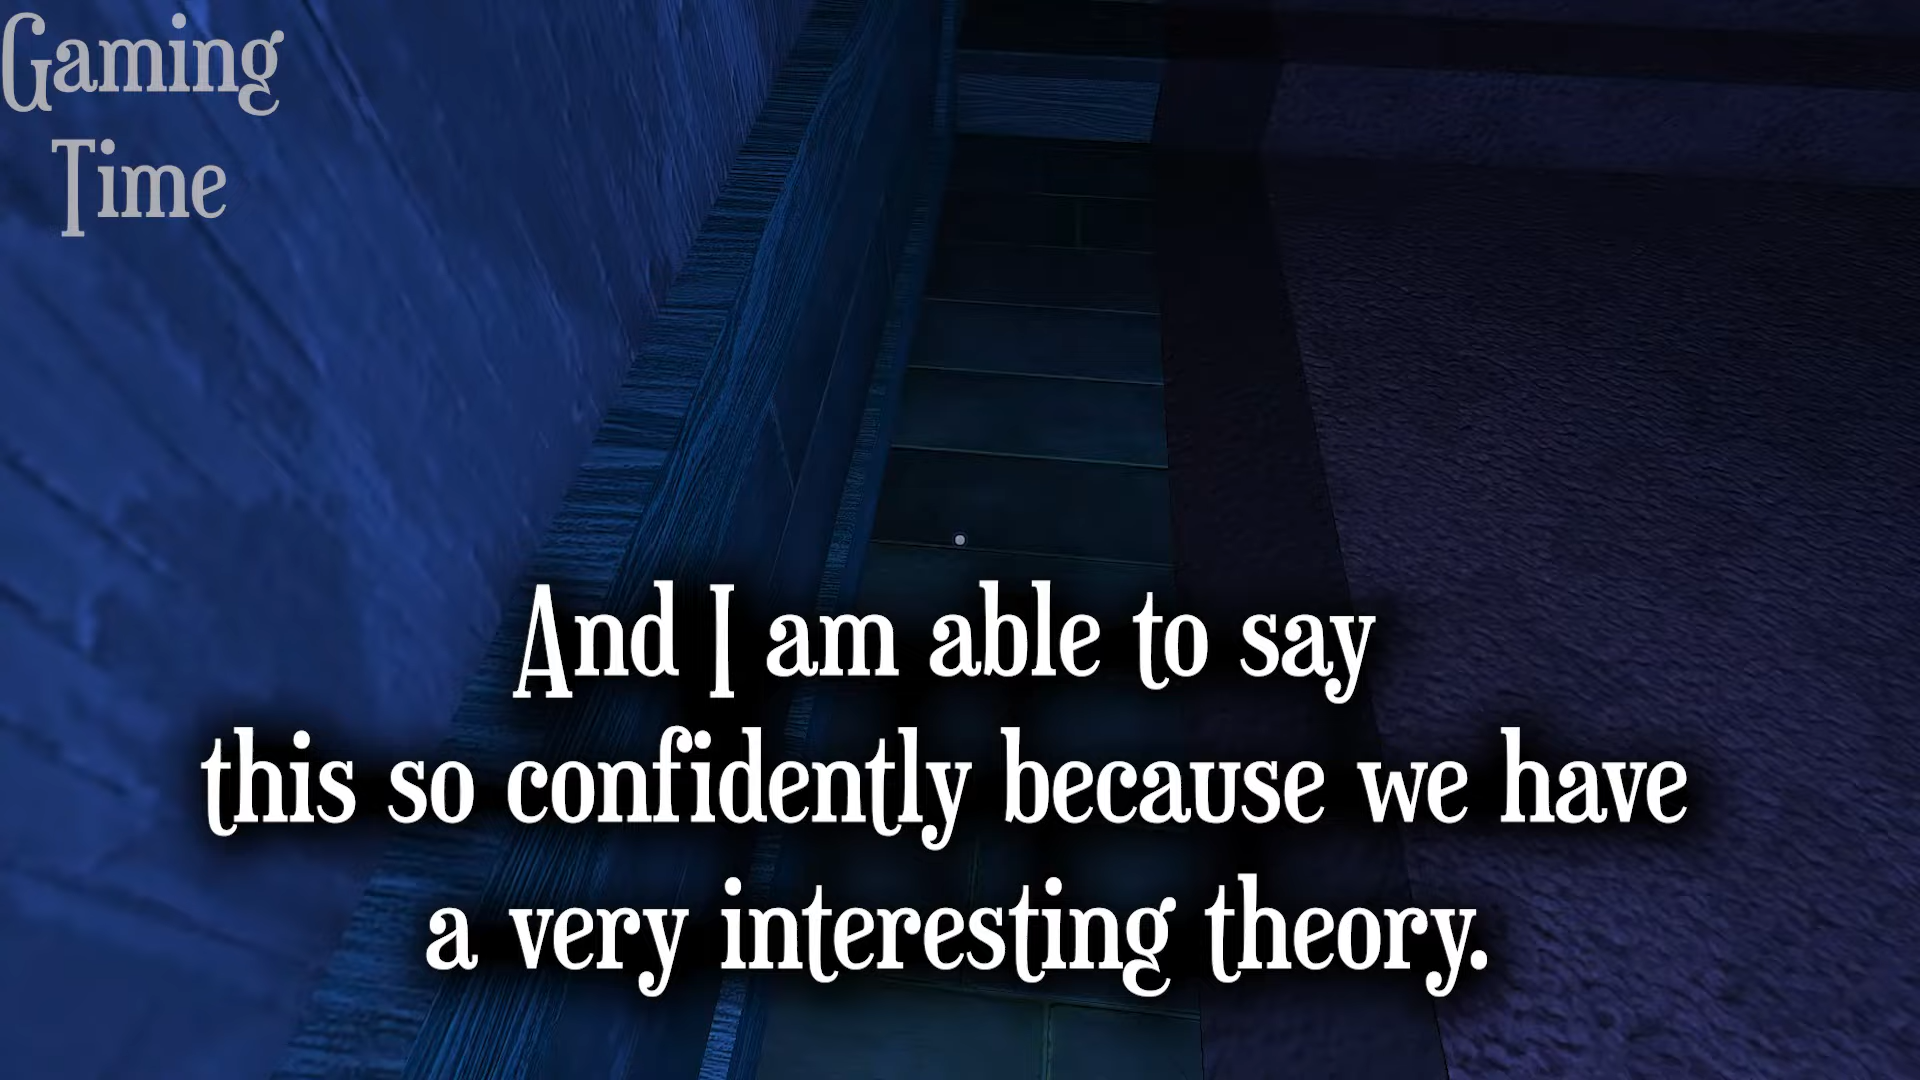 Gaming
Time
And I am able to say
this so confidently because we have
a very interesting theory.